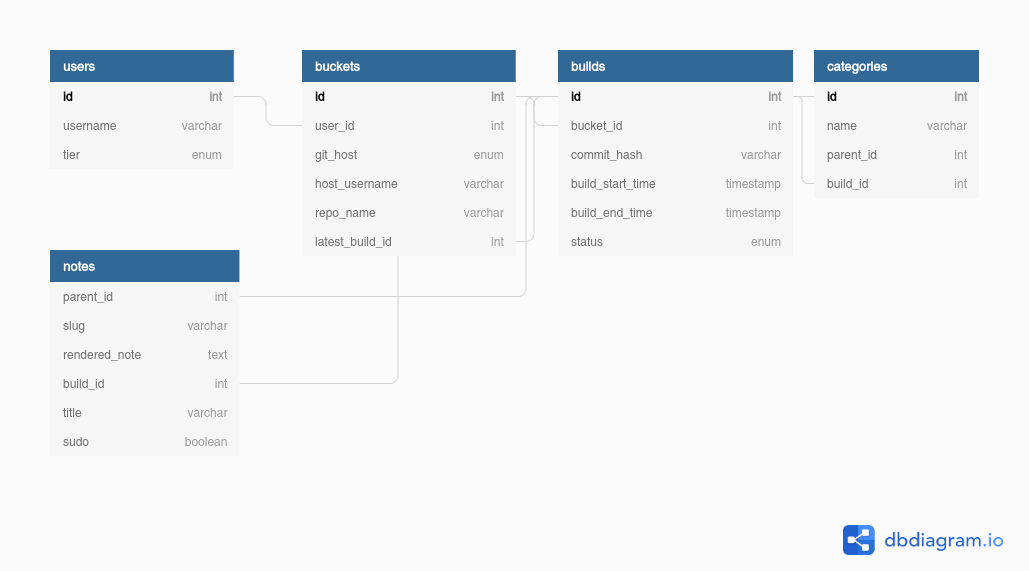 users
id int
username varchar
tier enum
buckets
id int
user_id int
git_host enum
host_username varchar
repo_name varchar
latest_build_id int
builds
id int
bucket_id int
commit_hash varchar
build_start_time timestamp
build_end_time timestamp
status enum
categories
id int
name varchar
parent_id int
build_id int
notes
parent_id int
slug varchar
rendered_note text
build_id int
title varchar
sudo boolean
dbdiagram.io